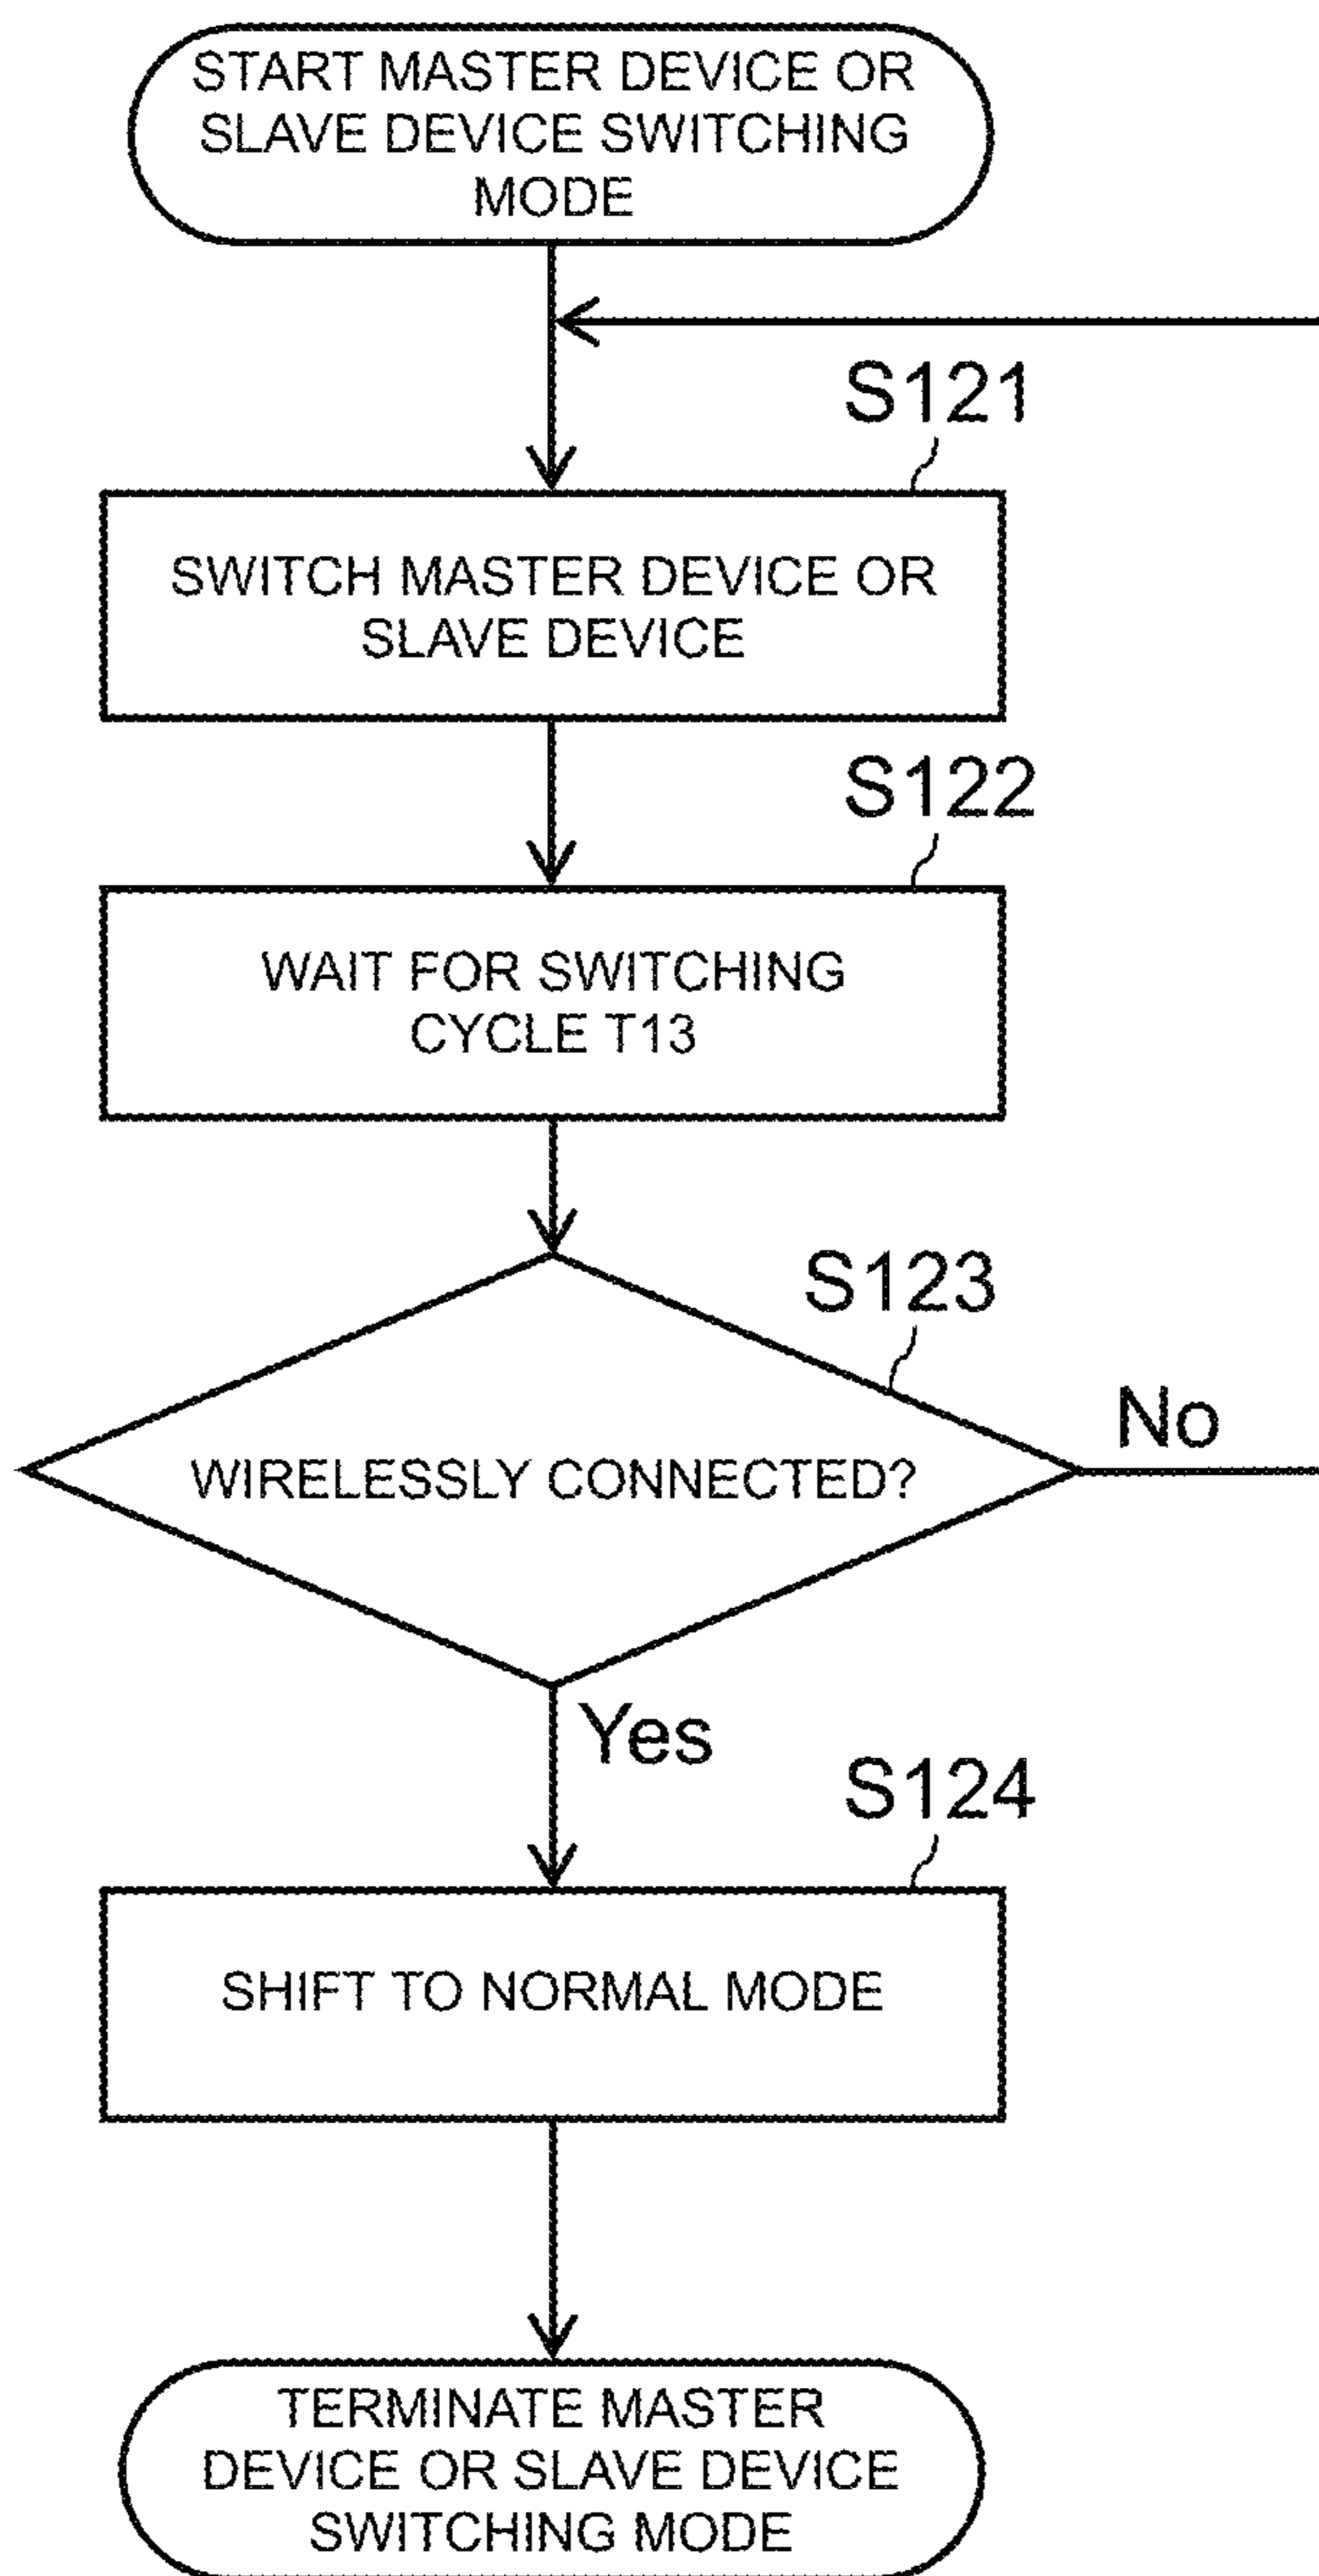 START MASTER DEVICE OR
SLAVE DEVICE SWITCHING
MODE
S121
SWITCH MASTER DEVICE OR
SLAVE DEVICE
S122
WAIT FOR SWITCHING
CYCLE T13
S123
WIRELESSLY CONNECTED?
No
Yes
S124
SHIFT TO NORMAL MODE
TERMINATE MASTER
DEVICE OR SLAVE DEVICE
SWITCHING MODE